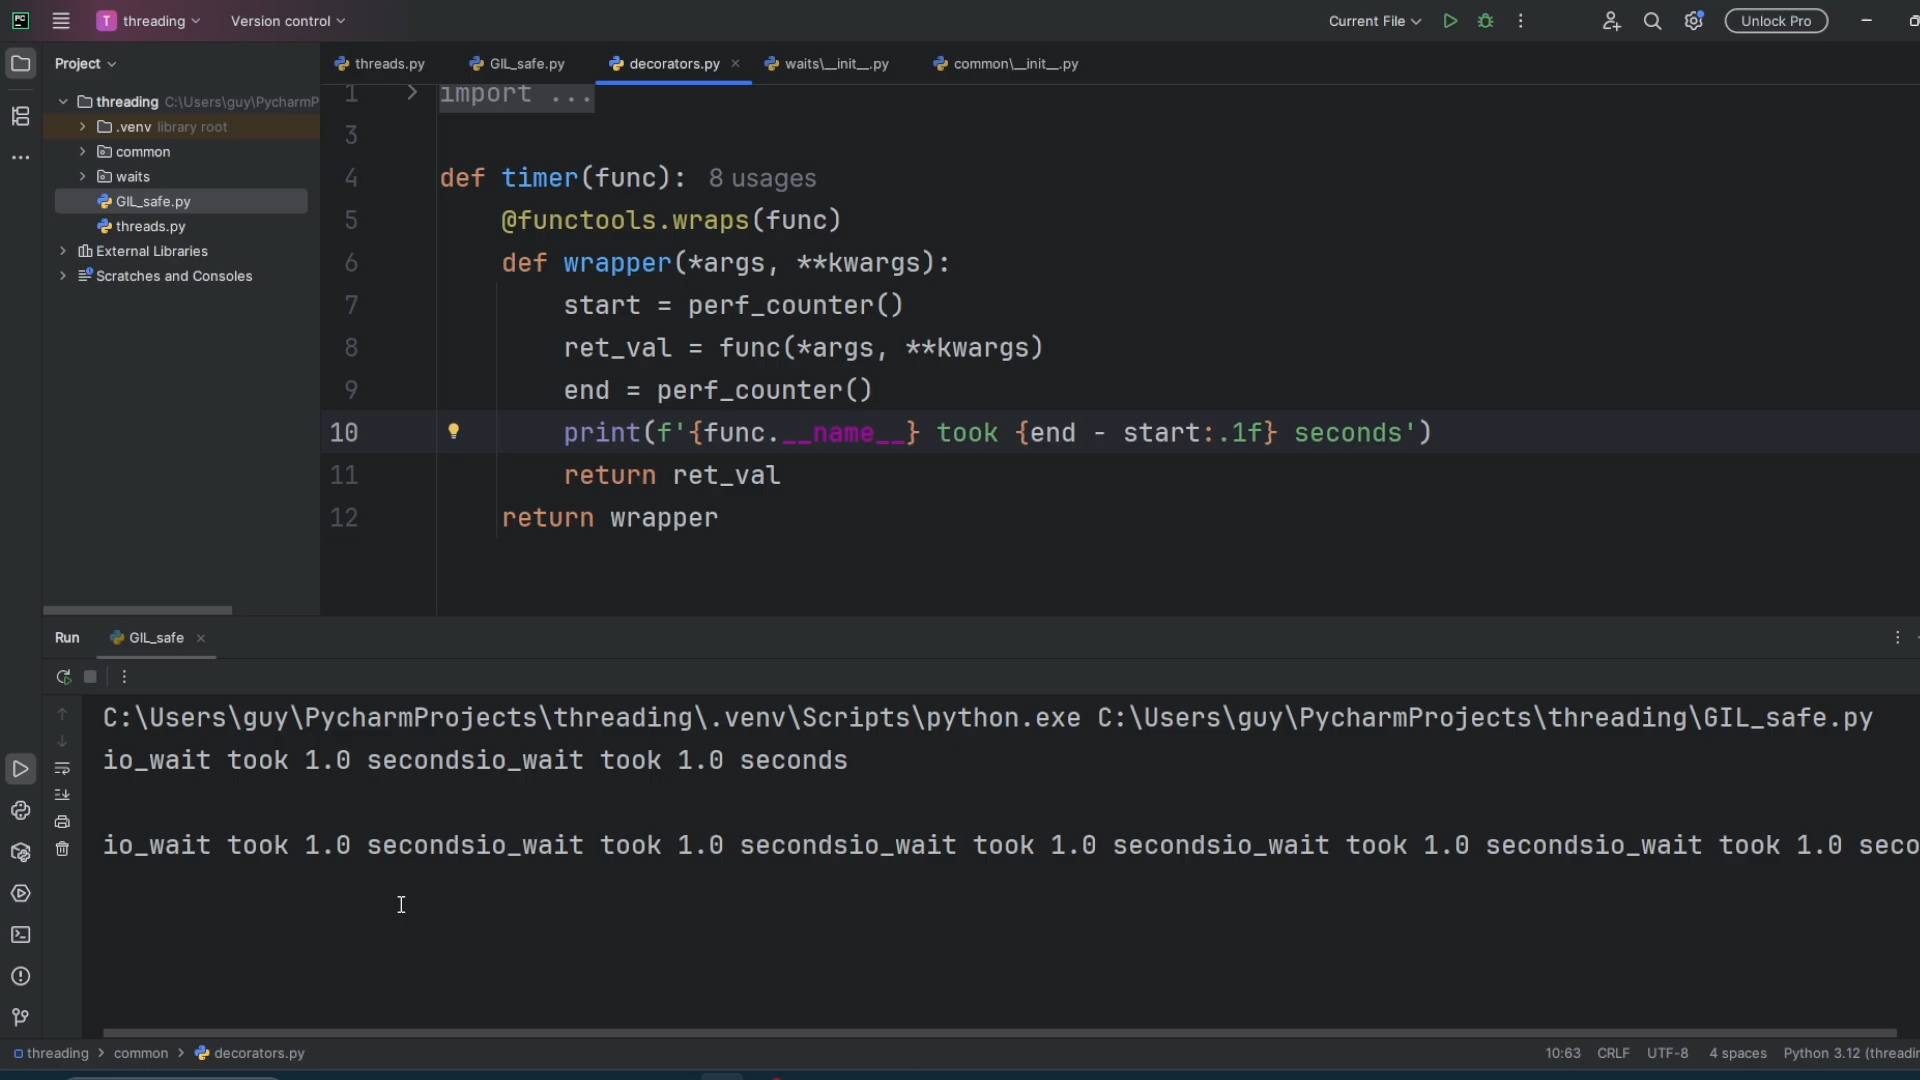 PC
T threading
Version control
Current File
Unlock Pro
Project
threads.py
GIL_safe.py
decorators.py
waits\__init__.py
common\__init__.py
threading C:\Users\guy\PycharmP
.venv library root
common
waits
GIL_safe.py
threads.py
External Libraries
Scratches and Consoles
1 import ...
3
4 def timer(func): 8 usages
5 @functools.wraps(func)
6 def wrapper(*args, **kwargs):
7 start = perf_counter()
8 ret_val = func(*args, **kwargs)
9 end = perf_counter()
10 print(f'{func.__name__} took {end - start:.1f} seconds')
11 return ret_val
12 return wrapper
Run GIL_safe
C:\Users\guy\PycharmProjects\threading\.venv\Scripts\python.exe C:\Users\guy\PycharmProjects\threading\GIL_safe.py
io_wait took 1.0 secondsio_wait took 1.0 seconds
io_wait took 1.0 secondsio_wait took 1.0 secondsio_wait took 1.0 secondsio_wait took 1.0 secondsio_wait took 1.0 seco
threading > common > decorators.py
10:63 CRLF UTF-8 4 spaces Python 3.12 (threadin